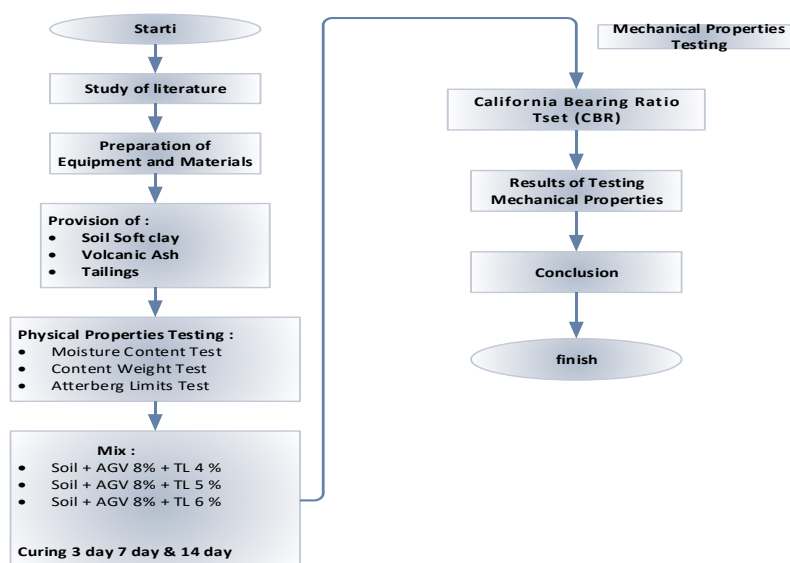 Starti
Study of literature
Preparation of
Equipment and Materials
Provision of :
• Soil Soft clay
• Volcanic Ash
• Tailings
Physical Properties Testing :
• Moisture Content Test
• Content Weight Test
• Atterberg Limits Test
Mix :
• Soil + AGV 8% + TL 4 %
• Soil + AGV 8% + TL 5 %
• Soil + AGV 8% + TL 6 %
Curing 3 day 7 day & 14 day
Mechanical Properties
Testing
California Bearing Ratio
Tset (CBR)
Results of Testing
Mechanical Properties
Conclusion
finish